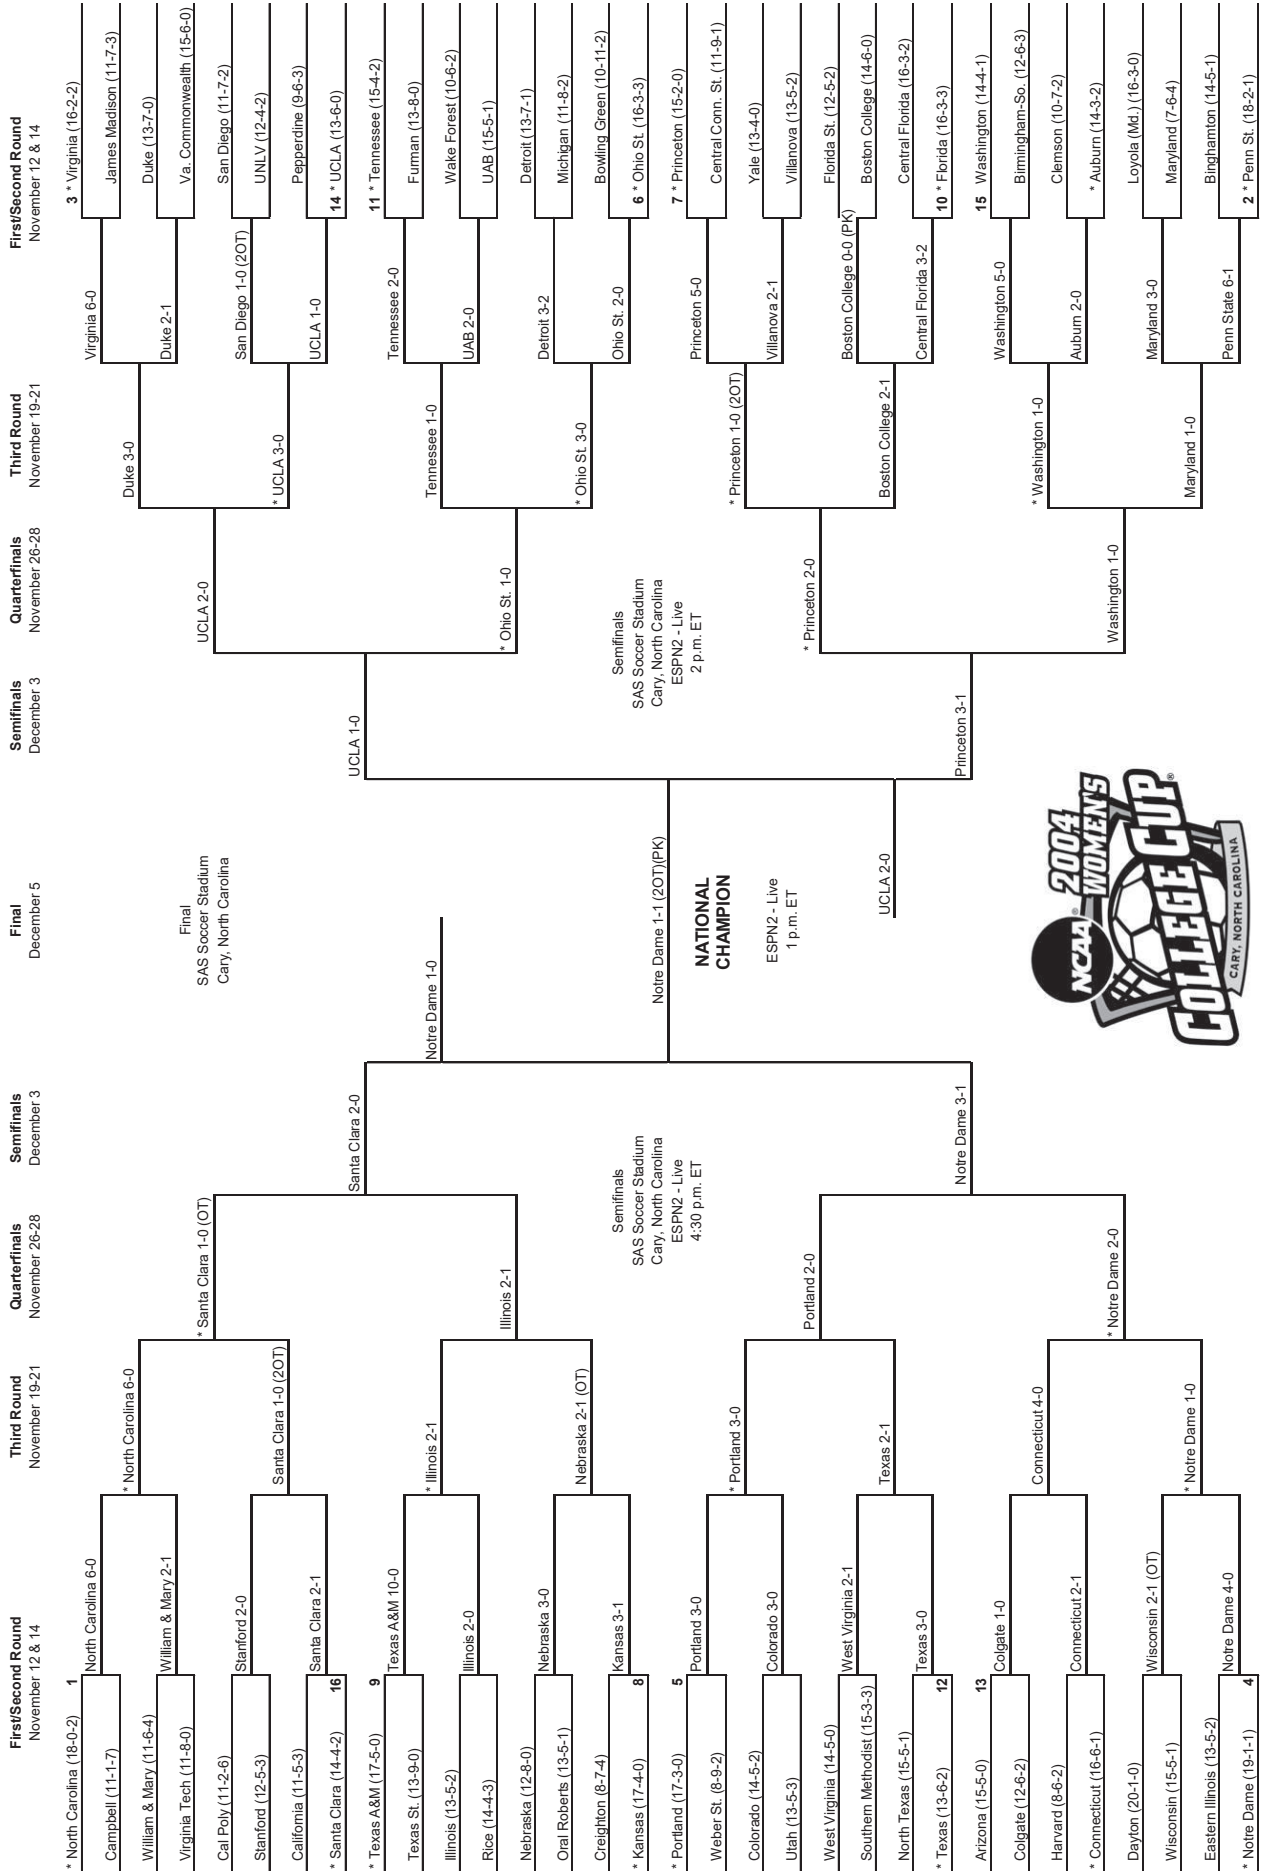 First/Second Round
November 12 & 14
Third Round
November 19-21
Quarterfinals
November 26-28
Semifinals
December 3
Final
December 5
Semifinals
December 3
Quarterfinals
November 26-28
Third Round
November 19-21
First/Second Round
November 12 & 14
* North Carolina (18-0-2) 1
Campbell (11-1-7)
William & Mary (11-6-4)
Virginia Tech (11-8-0)
Cal Poly (11-2-6)
Stanford (12-5-3)
California (11-5-3)
* Santa Clara (14-4-2) 16
* Texas A&M (17-5-0) 9
Texas St. (13-9-0)
Illinois (13-5-2)
Rice (14-4-3)
Nebraska (12-8-0)
Oral Roberts (13-5-1)
Creighton (8-7-4)
* Kansas (17-4-0) 8
* Portland (17-3-0) 5
Weber St. (8-9-2)
Colorado (14-5-2)
Utah (13-5-3)
West Virginia (14-5-0)
Southern Methodist (15-3-3)
North Texas (15-5-1)
* Texas (13-6-2) 12
Arizona (15-5-0) 13
Colgate (12-6-2)
Harvard (8-6-2)
* Connecticut (16-6-1)
Dayton (20-1-0)
Wisconsin (15-5-1)
Eastern Illinois (13-5-2)
* Notre Dame (19-1-1) 4
North Carolina 6-0
William & Mary 2-1
Stanford 2-0
Santa Clara 2-1
Texas A&M 10-0
Illinois 2-0
Nebraska 3-0
Kansas 3-1
Portland 3-0
Colorado 3-0
West Virginia 2-1
Texas 3-0
Colgate 1-0
Connecticut 2-1
Wisconsin 2-1 (OT)
Notre Dame 4-0
* North Carolina 6-0
Santa Clara 1-0 (2OT)
* Illinois 2-1
Nebraska 2-1 (OT)
* Portland 3-0
Texas 2-1
Connecticut 4-0
* Notre Dame 1-0
* Santa Clara 1-0 (OT)
Illinois 2-1
Portland 2-0
* Notre Dame 2-0
Santa Clara 2-0
Semifinals
SAS Soccer Stadium
Cary, North Carolina
ESPN2 - Live
4:30 p.m. ET
Notre Dame 3-1
Final
SAS Soccer Stadium
Cary, North Carolina
Notre Dame 1-0
Notre Dame 1-1 (2OT)(PK)
NATIONAL
CHAMPION
ESPN2 - Live
1 p.m. ET
UCLA 2-0
NCAA
2004
WOMEN'S
COLLEGE CUP
CARY, NORTH CAROLINA
UCLA 1-0
Semifinals
SAS Soccer Stadium
Cary, North Carolina
ESPN2 - Live
2 p.m. ET
Princeton 3-1
UCLA 2-0
* Ohio St. 1-0
* Princeton 2-0
Washington 1-0
Duke 3-0
* UCLA 3-0
Tennessee 1-0
* Ohio St. 3-0
* Princeton 1-0 (2OT)
Boston College 2-1
* Washington 1-0
Maryland 1-0
Virginia 6-0
Duke 2-1
San Diego 1-0 (2OT)
UCLA 1-0
Tennessee 2-0
UAB 2-0
Detroit 3-2
Ohio St. 2-0
Princeton 5-0
Villanova 2-1
Boston College 0-0 (PK)
Central Florida 3-2
Washington 5-0
Auburn 2-0
Maryland 3-0
Penn State 6-1
3 * Virginia (16-2-2)
James Madison (11-7-3)
Duke (13-7-0)
Va. Commonwealth (15-6-0)
San Diego (11-7-2)
UNLV (12-4-2)
Pepperdine (9-6-3)
14 * UCLA (13-6-0)
11 * Tennessee (15-4-2)
Furman (13-8-0)
Wake Forest (10-6-2)
UAB (15-5-1)
Detroit (13-7-1)
Michigan (11-8-2)
Bowling Green (10-11-2)
6 * Ohio St. (16-3-3)
7 * Princeton (15-2-0)
Central Conn. St. (11-9-1)
Yale (13-4-0)
Villanova (13-5-2)
Florida St. (12-5-2)
Boston College (14-6-0)
Central Florida (16-3-2)
10 * Florida (16-3-3)
15 Washington (14-4-1)
Birmingham-So. (12-6-3)
Clemson (10-7-2)
* Auburn (14-3-2)
Loyola (Md.) (16-3-0)
Maryland (7-6-4)
Binghamton (14-5-1)
2 * Penn St. (18-2-1)